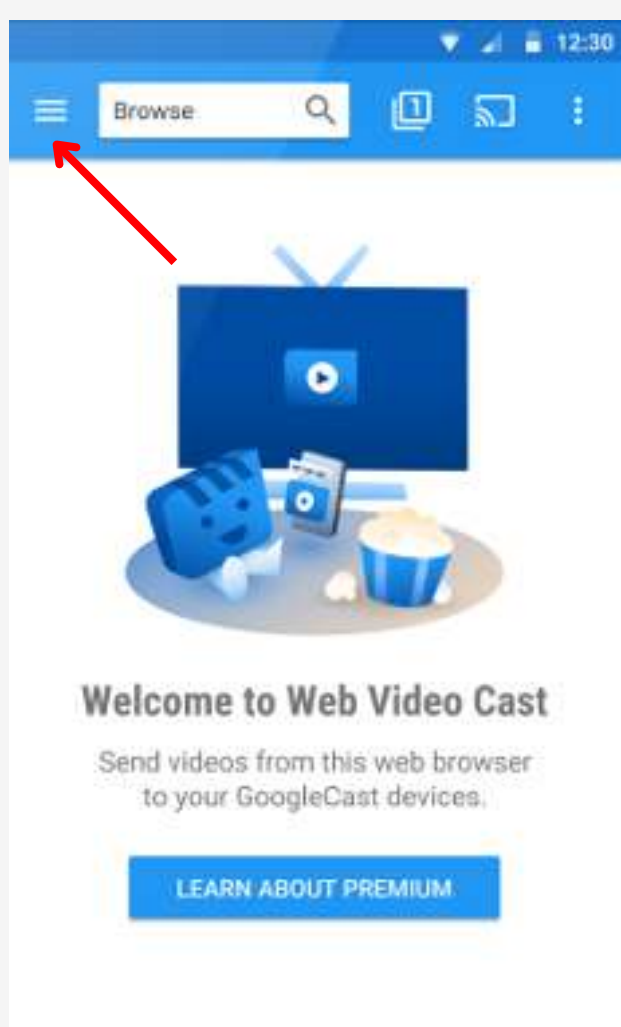 12:30
Browse
1
Welcome to Web Video Cast
Send videos from this web browser
to your GoogleCast devices.
LEARN ABOUT PREMIUM